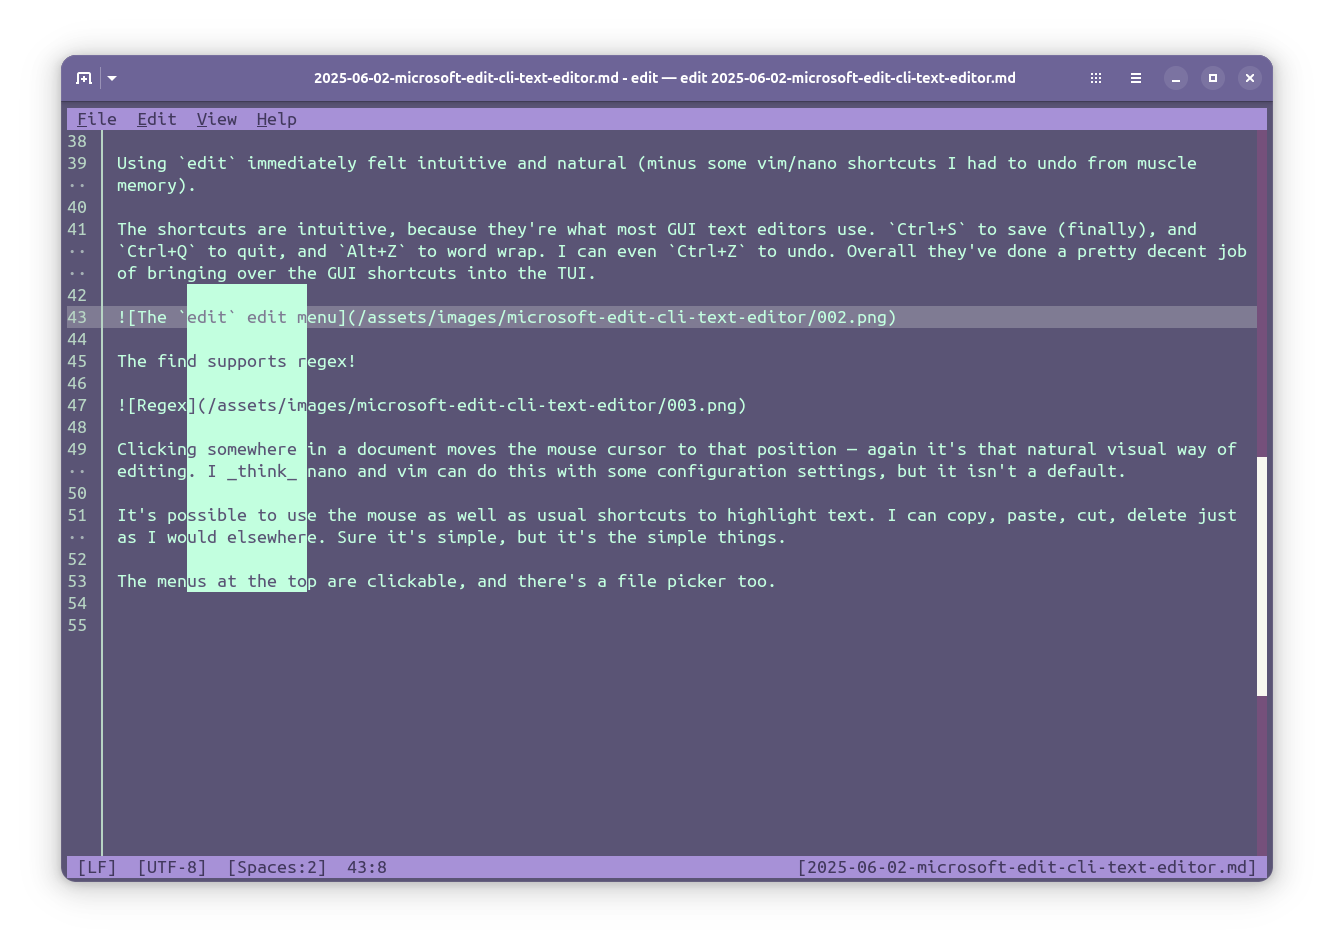 2025-06-02-microsoft-edit-cli-text-editor.md - edit — edit 2025-06-02-microsoft-edit-cli-text-editor.md
File Edit View Help
38
39 Using `edit` immediately felt intuitive and natural (minus some vim/nano shortcuts I had to undo from muscle
·· memory).
40
41 The shortcuts are intuitive, because they're what most GUI text editors use. `Ctrl+S` to save (finally), and
·· `Ctrl+Q` to quit, and `Alt+Z` to word wrap. I can even `Ctrl+Z` to undo. Overall they've done a pretty decent job
·· of bringing over the GUI shortcuts into the TUI.
42
43 ![The `edit` edit menu](/assets/images/microsoft-edit-cli-text-editor/002.png)
44
45 The find supports regex!
46
47 ![Regex](/assets/images/microsoft-edit-cli-text-editor/003.png)
48
49 Clicking somewhere in a document moves the mouse cursor to that position – again it's that natural visual way of
·· editing. I _think_ nano and vim can do this with some configuration settings, but it isn't a default.
50
51 It's possible to use the mouse as well as usual shortcuts to highlight text. I can copy, paste, cut, delete just
·· as I would elsewhere. Sure it's simple, but it's the simple things.
52
53 The menus at the top are clickable, and there's a file picker too.
54
55
[LF] [UTF-8] [Spaces:2] 43:8 [2025-06-02-microsoft-edit-cli-text-editor.md]